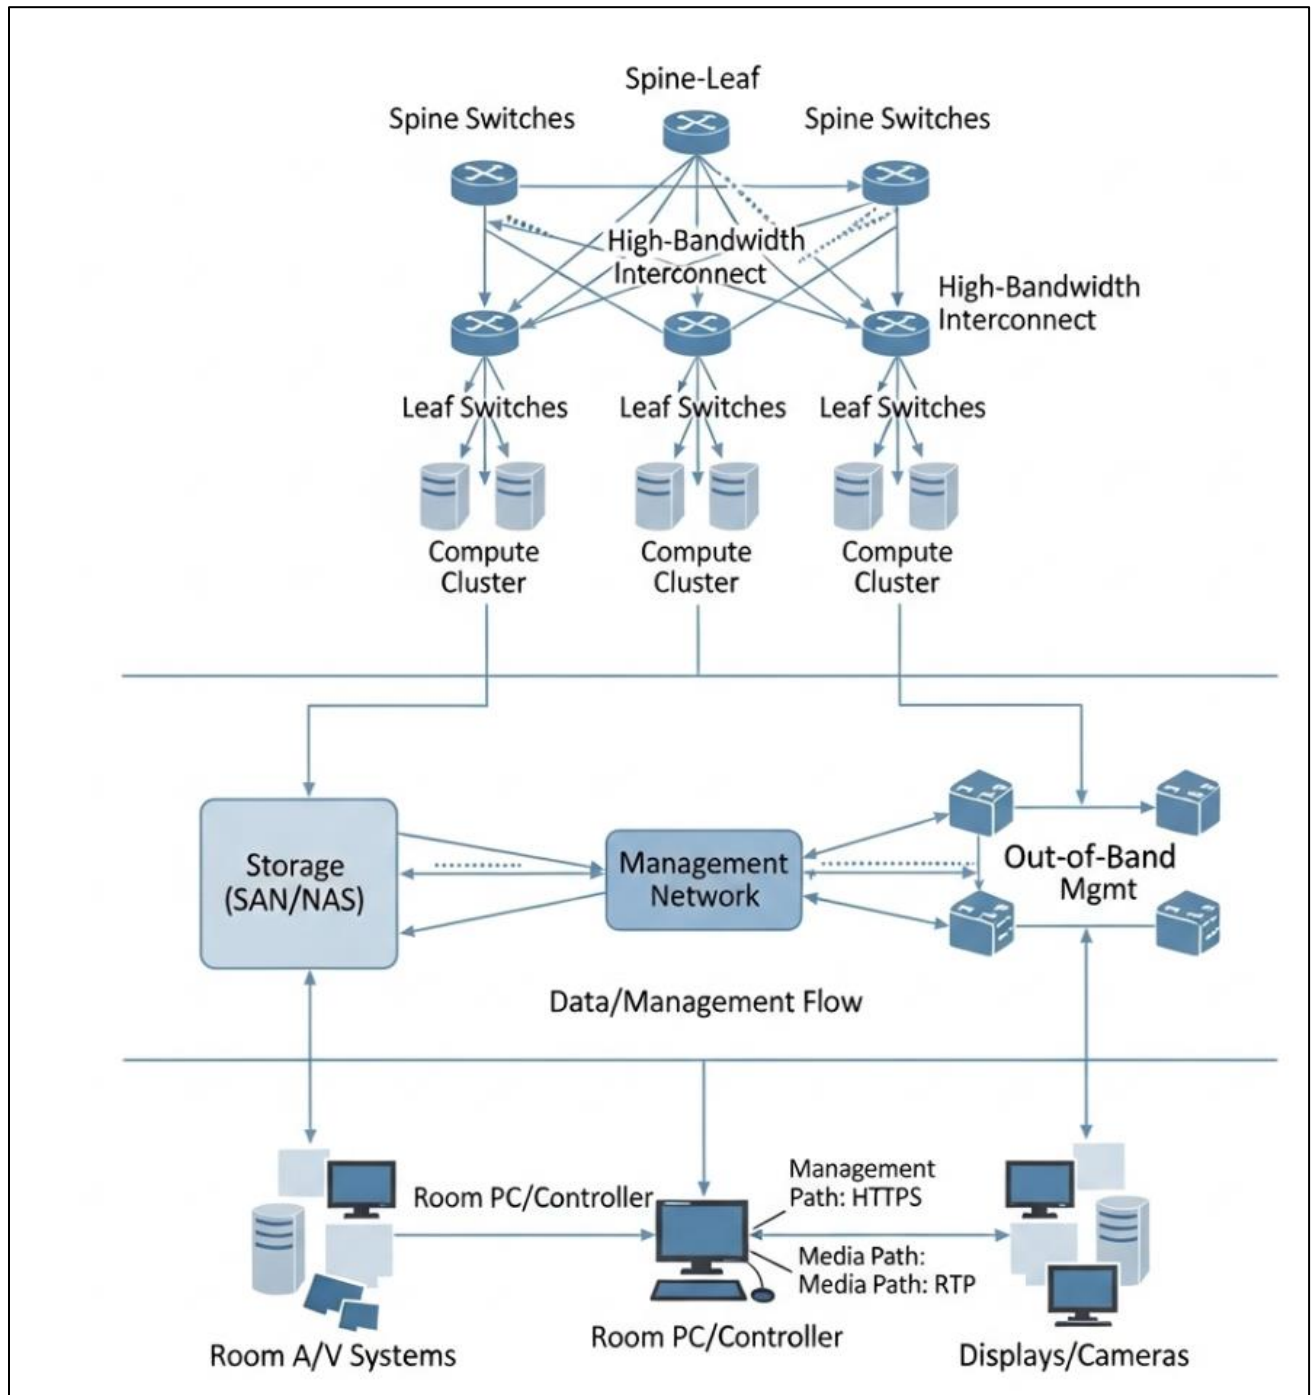 Spine-Leaf
Spine Switches
Spine Switches
High-Bandwidth
Interconnect
High-Bandwidth
Interconnect
Leaf Switches
Leaf Switches
Leaf Switches
Compute
Cluster
Compute
Cluster
Compute
Cluster
Storage
(SAN/NAS)
Management
Network
Out-of-Band
Mgmt
Data/Management Flow
Room PC/Controller
Management
Path: HTTPS
Media Path:
Media Path: RTP
Room A/V Systems
Room PC/Controller
Displays/Cameras